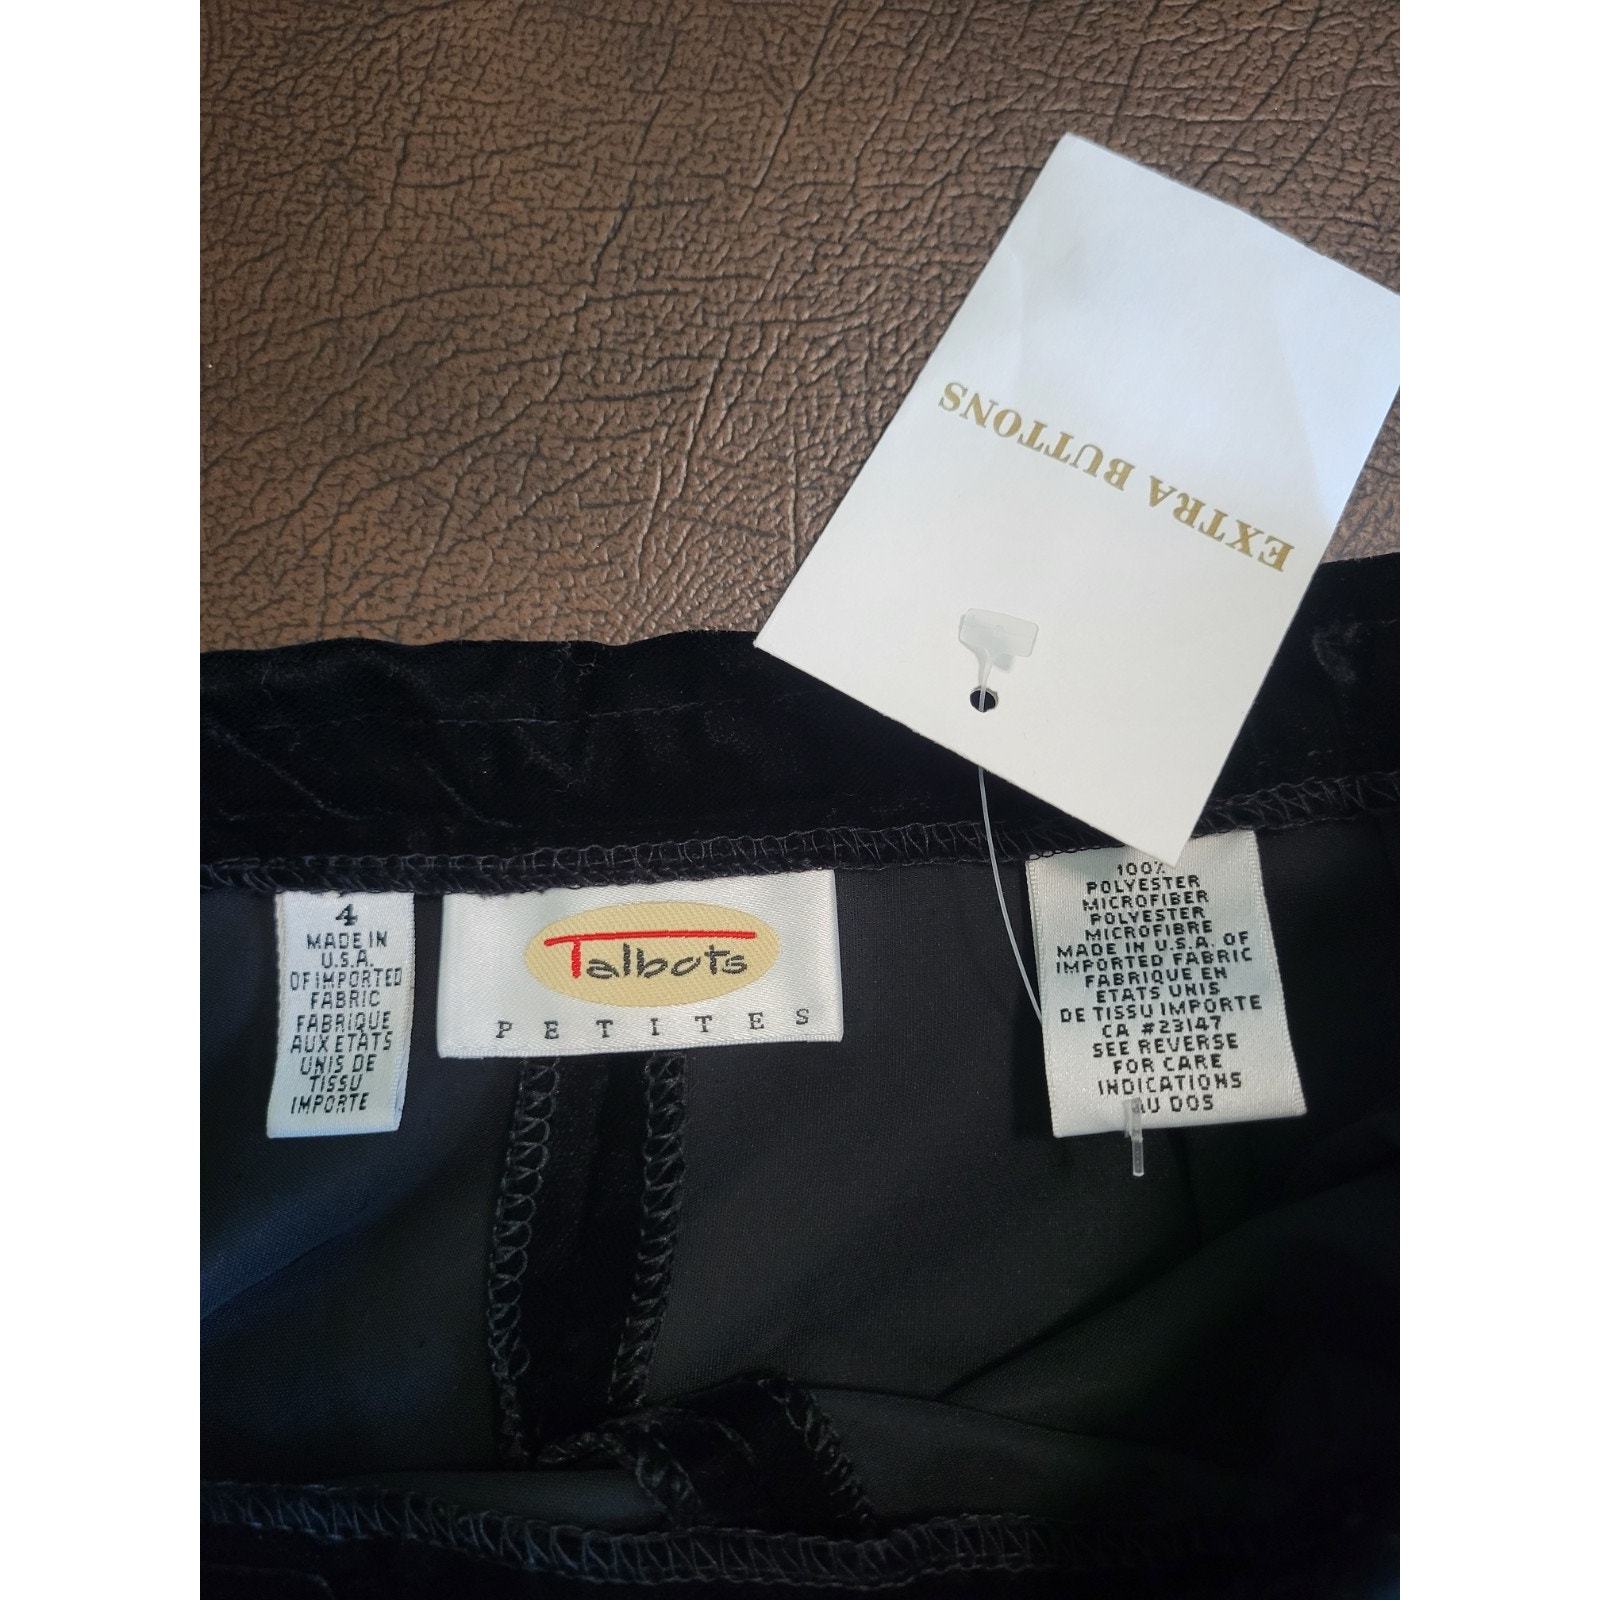 EXTRA BUTTONS
4
MADE IN
U.S.A.
OF IMPORTED
FABRIC
FABRIQUE
AUX ETATS
UNIS DE
TISSU
IMPORTE
Talbots
PETITES
100%
POLYESTER
MICROFIBER
POLYESTER
MICROFIBRE
MADE IN U.S.A. OF
IMPORTED FABRIC
FABRIQUE EN
ETATS UNIS
DE TISSU IMPORTE
CA #23147
SEE REVERSE
FOR CARE
INDICATIONS
AU DOS